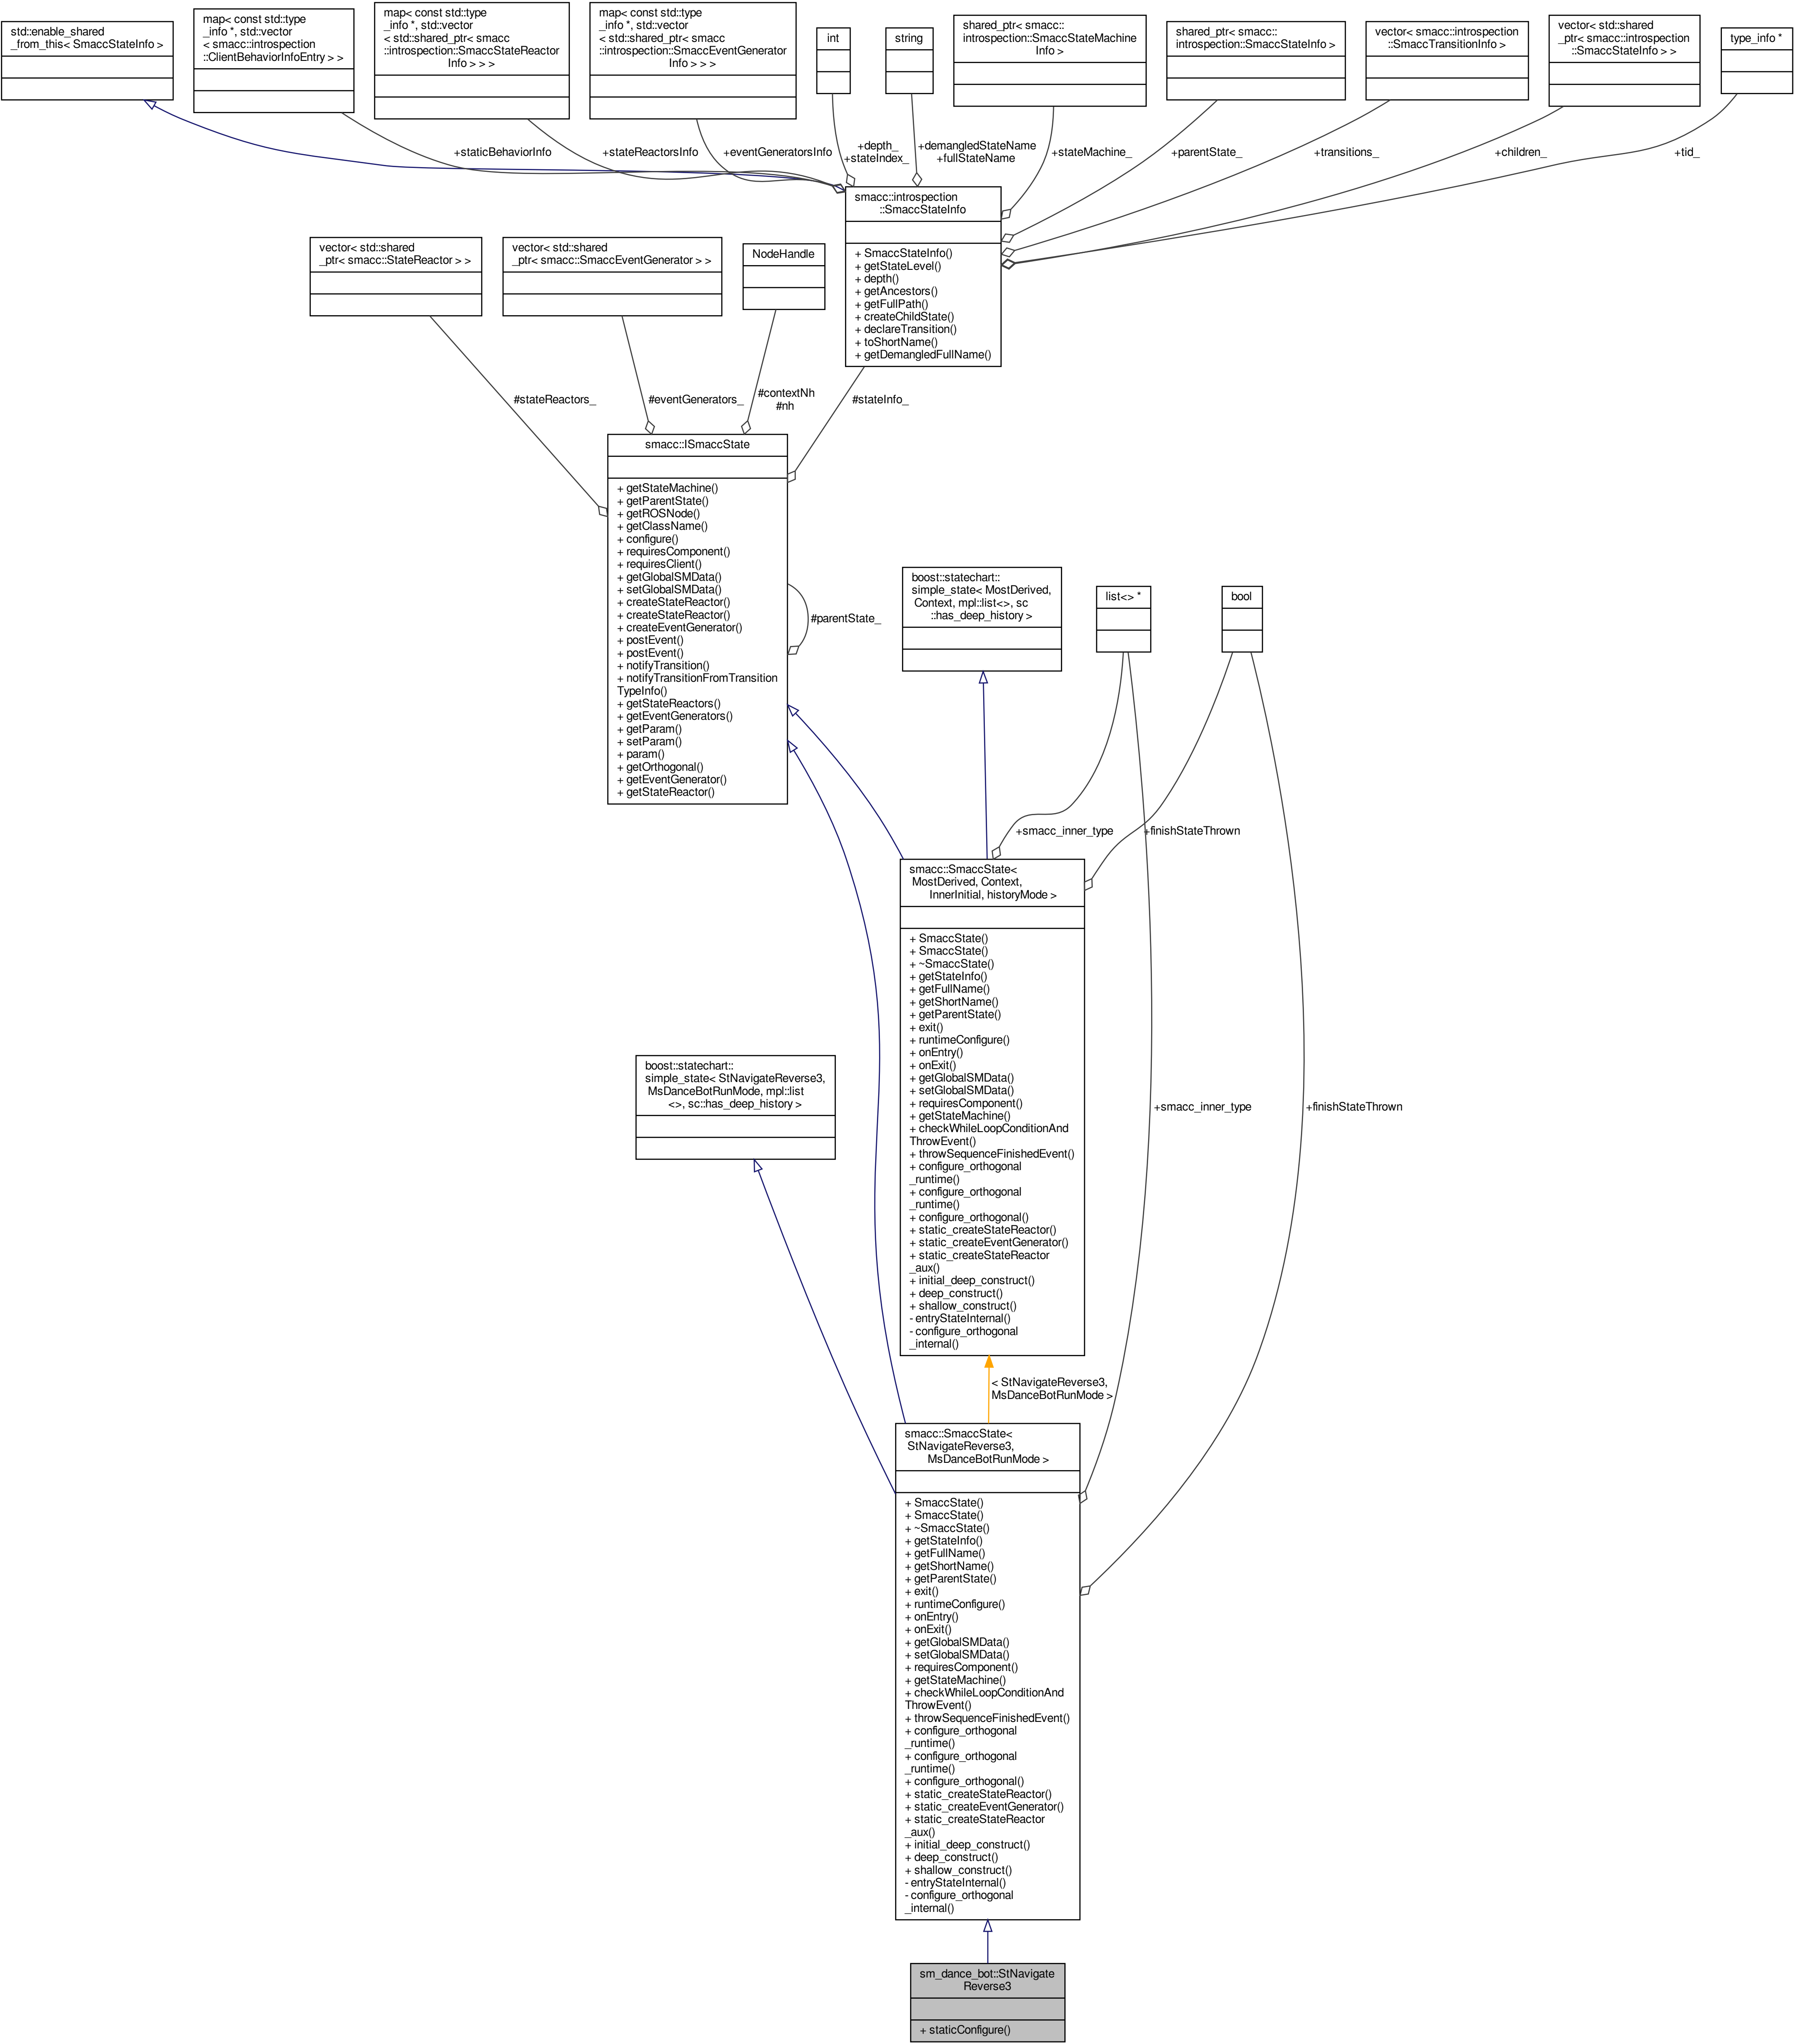 std::enable_shared
_from_this< SmaccStateInfo >
map< const std::type
_info *, std::vector
< smacc::introspection
::ClientBehaviorInfoEntry > >
map< const std::type
_info *, std::vector
< std::shared_ptr< smacc
::introspection::SmaccStateReactor
Info > > >
map< const std::type
_info *, std::vector
< std::shared_ptr< smacc
::introspection::SmaccEventGenerator
Info > > >
int
string
shared_ptr< smacc::
introspection::SmaccStateMachine
Info >
shared_ptr< smacc::
introspection::SmaccStateInfo >
vector< smacc::introspection
::SmaccTransitionInfo >
vector< std::shared
_ptr< smacc::introspection
::SmaccStateInfo > >
type_info *
+staticBehaviorInfo
+stateReactorsInfo
+eventGeneratorsInfo
+depth_
+stateIndex_
+demangledStateName
+fullStateName
+stateMachine_
+parentState_
+transitions_
+children_
+tid_
smacc::introspection
::SmaccStateInfo
+ SmaccStateInfo()
+ getStateLevel()
+ depth()
+ getAncestors()
+ getFullPath()
+ createChildState()
+ declareTransition()
+ toShortName()
+ getDemangledFullName()
vector< std::shared
_ptr< smacc::StateReactor > >
vector< std::shared
_ptr< smacc::SmaccEventGenerator > >
NodeHandle
#stateReactors_
#eventGenerators_
#contextNh
#nh
#stateInfo_
smacc::ISmaccState
+ getStateMachine()
+ getParentState()
+ getROSNode()
+ getClassName()
+ configure()
+ requiresComponent()
+ requiresClient()
+ getGlobalSMData()
+ setGlobalSMData()
+ createStateReactor()
+ createStateReactor()
+ createEventGenerator()
+ postEvent()
+ postEvent()
+ notifyTransition()
+ notifyTransitionFromTransition
TypeInfo()
+ getStateReactors()
+ getEventGenerators()
+ getParam()
+ setParam()
+ param()
+ getOrthogonal()
+ getEventGenerator()
+ getStateReactor()
#parentState_
boost::statechart::
simple_state< MostDerived,
Context, mpl::list<>, sc
::has_deep_history >
list<> *
bool
+smacc_inner_type
+finishStateThrown
smacc::SmaccState<
MostDerived, Context,
InnerInitial, historyMode >
+ SmaccState()
+ SmaccState()
+ ~SmaccState()
+ getStateInfo()
+ getFullName()
+ getShortName()
+ getParentState()
+ exit()
+ runtimeConfigure()
+ onEntry()
+ onExit()
+ getGlobalSMData()
+ setGlobalSMData()
+ requiresComponent()
+ getStateMachine()
+ checkWhileLoopConditionAnd
ThrowEvent()
+ throwSequenceFinishedEvent()
+ configure_orthogonal
_runtime()
+ configure_orthogonal
_runtime()
+ configure_orthogonal()
+ static_createStateReactor()
+ static_createEventGenerator()
+ static_createStateReactor
_aux()
+ initial_deep_construct()
+ deep_construct()
+ shallow_construct()
- entryStateInternal()
- configure_orthogonal
_internal()
boost::statechart::
simple_state< StNavigateReverse3,
MsDanceBotRunMode, mpl::list
<>, sc::has_deep_history >
+smacc_inner_type
+finishStateThrown
< StNavigateReverse3,
MsDanceBotRunMode >
smacc::SmaccState<
StNavigateReverse3,
MsDanceBotRunMode >
+ SmaccState()
+ SmaccState()
+ ~SmaccState()
+ getStateInfo()
+ getFullName()
+ getShortName()
+ getParentState()
+ exit()
+ runtimeConfigure()
+ onEntry()
+ onExit()
+ getGlobalSMData()
+ setGlobalSMData()
+ requiresComponent()
+ getStateMachine()
+ checkWhileLoopConditionAnd
ThrowEvent()
+ throwSequenceFinishedEvent()
+ configure_orthogonal
_runtime()
+ configure_orthogonal
_runtime()
+ configure_orthogonal()
+ static_createStateReactor()
+ static_createEventGenerator()
+ static_createStateReactor
_aux()
+ initial_deep_construct()
+ deep_construct()
+ shallow_construct()
- entryStateInternal()
- configure_orthogonal
_internal()
sm_dance_bot::StNavigate
Reverse3
+ staticConfigure()